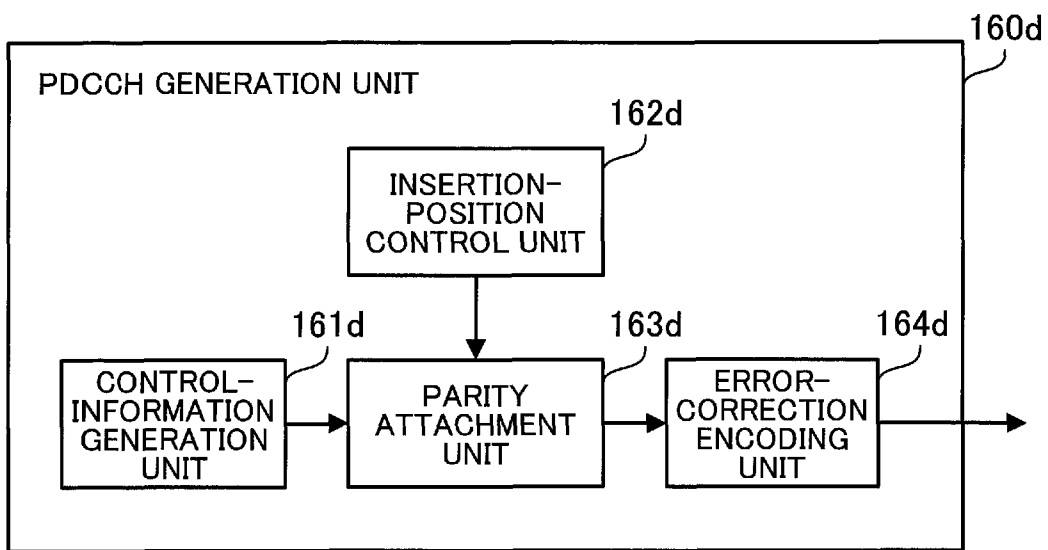 160d
PDCCH GENERATION UNIT
162d
INSERTION-
POSITION
CONTROL UNIT
161d
163d
164d
CONTROL-
INFORMATION
GENERATION
UNIT
PARITY
ATTACHMENT
UNIT
ERROR-
CORRECTION
ENCODING
UNIT